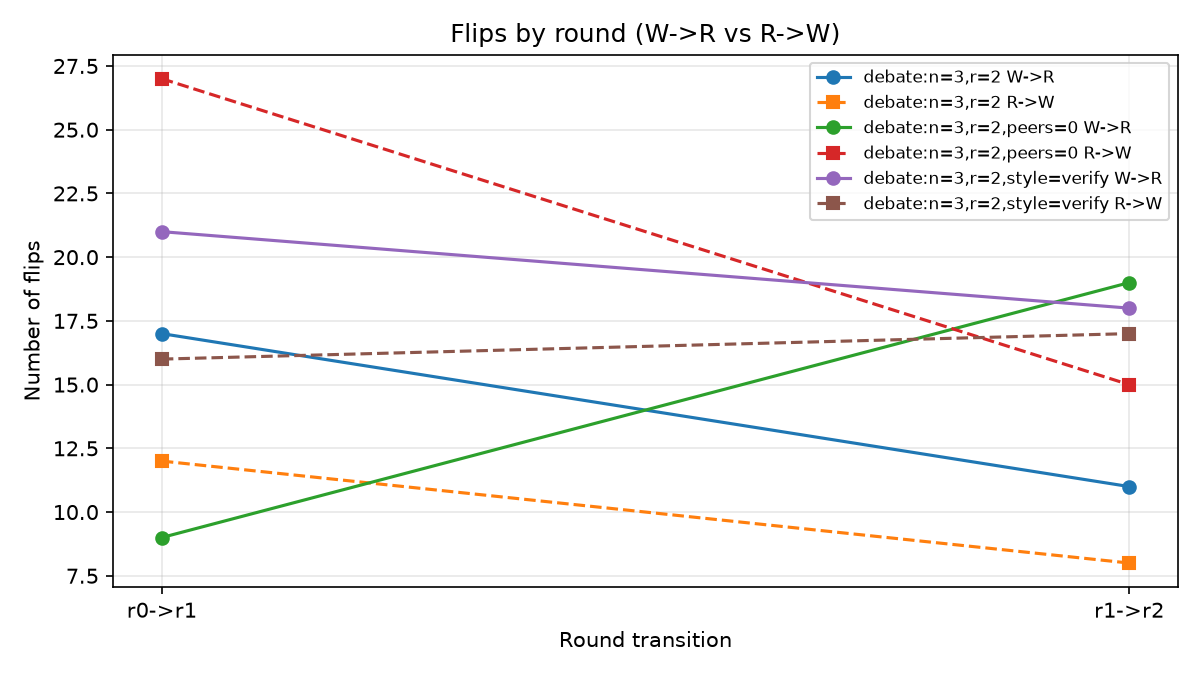 Flips by round (W->R vs R->W)
27.5
25.0
22.5
20.0
17.5
15.0
12.5
10.0
7.5
Number of flips
debate:n=3,r=2 W->R
debate:n=3,r=2 R->W
debate:n=3,r=2,peers=0 W->R
debate:n=3,r=2,peers=0 R->W
debate:n=3,r=2,style=verify W->R
debate:n=3,r=2,style=verify R->W
r0->r1
r1->r2
Round transition